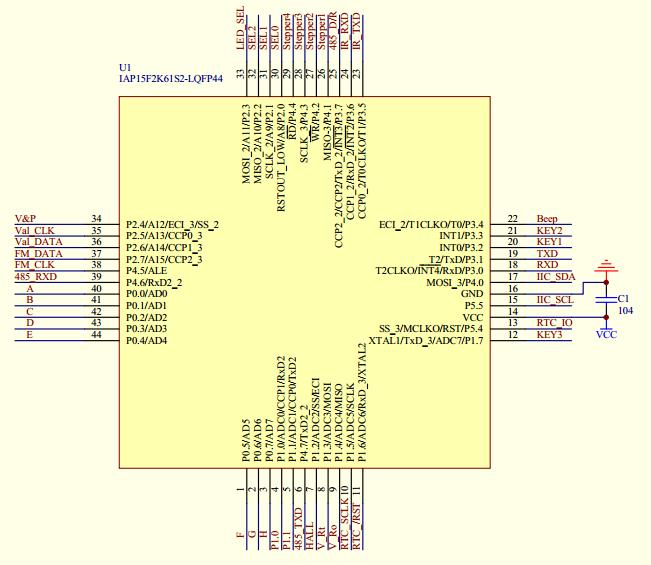 LED_SEL
SEL2
SEL1
SEL0
Stepper4
Stepper3
Stepper2
Stepper1
485_D/R
IR_RXD
IR_TXD
33
32
31
30
29
28
27
26
25
24
23
U1
IAP15F2K61S2-LQFP44
MOSI_2/A11/P2.3
MISO_2/A10/P2.2
SCLK_2/A9/P2.1
RSTOUT_LOW/A8/P2.0
RD/P4.4
SCLK_3/P4.3
WR/P4.2
MISO-3/P4.1
CCP2_2/CCP2/TxD_2/INT3/P3.7
CCP1_2/RxD_2/INT2/P3.6
CCP0_2/T0CLKO/T1/P3.5
V&P 34 P2.4/A12/ECI_3/SS_2
Val_CLK 35 P2.5/A13/CCP0_3
Val_DATA 36 P2.6/A14/CCP1_3
FM_DATA 37 P2.7/A15/CCP2_3
FM_CLK 38 P4.5/ALE
485_RXD 39 P4.6/RxD2_2
A 40 P0.0/AD0
B 41 P0.1/AD1
C 42 P0.2/AD2
D 43 P0.3/AD3
E 44 P0.4/AD4
ECI_2/T1CLKO/T0/P3.4 22 Beep
INT1/P3.3 21 KEY2
INT0/P3.2 20 KEY1
T2/TxD/P3.1 19 TXD
T2CLKO/INT4/RxD/P3.0 18 RXD
MOSI_3/P4.0 17 IIC_SDA
GND 16
P5.5 15 IIC_SCL
VCC 14
SS_3/MCLKO/RST/P5.4 13 RTC_IO
XTAL1/TxD_3/ADC7/P1.7 12 KEY3
C1
104
VCC
P0.5/AD5
P0.6/AD6
P0.7/AD7
P1.0/ADC0/CCP1/RxD2
P1.1/ADC1/CCP0/TxD2
P4.7/TxD2_2
P1.2/ADC2/SS/ECI
P1.3/ADC3/MOSI
P1.4/ADC4/MISO
P1.5/ADC5/SCLK
P1.6/ADC6/RxD_3/XTAL2
1
2
3
4
5
6
7
8
9
10
11
F
G
H
P1.0
P1.1
485_TXD
HALL
V_Rt
V_Ro
RTC_SCLK
RTC_/RST